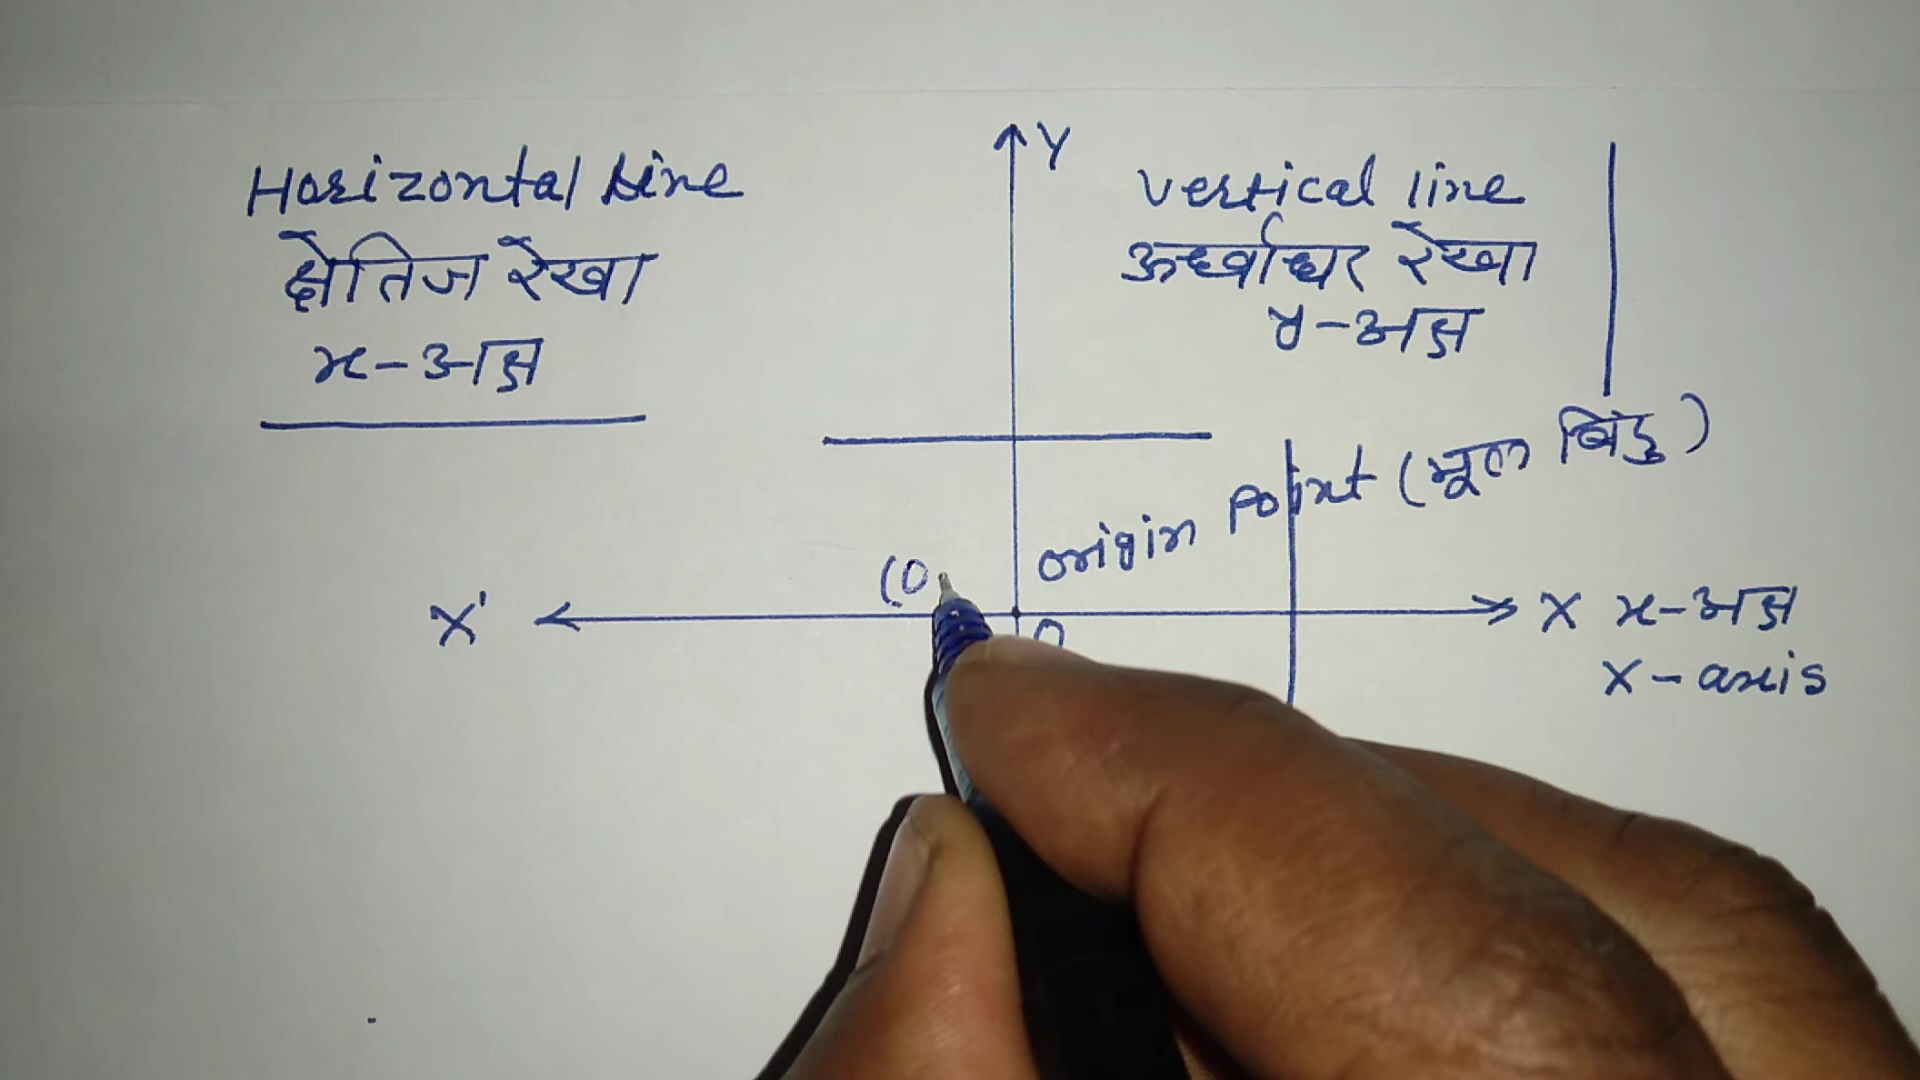 Y
Horizontal Line
क्षैतिज रेखा
x-अक्ष
Vertical line
ऊर्ध्वाधर रेखा
y-अक्ष
Origin Point (मूल बिंदु)
(0
X'
O
X x-अक्ष
X-axis